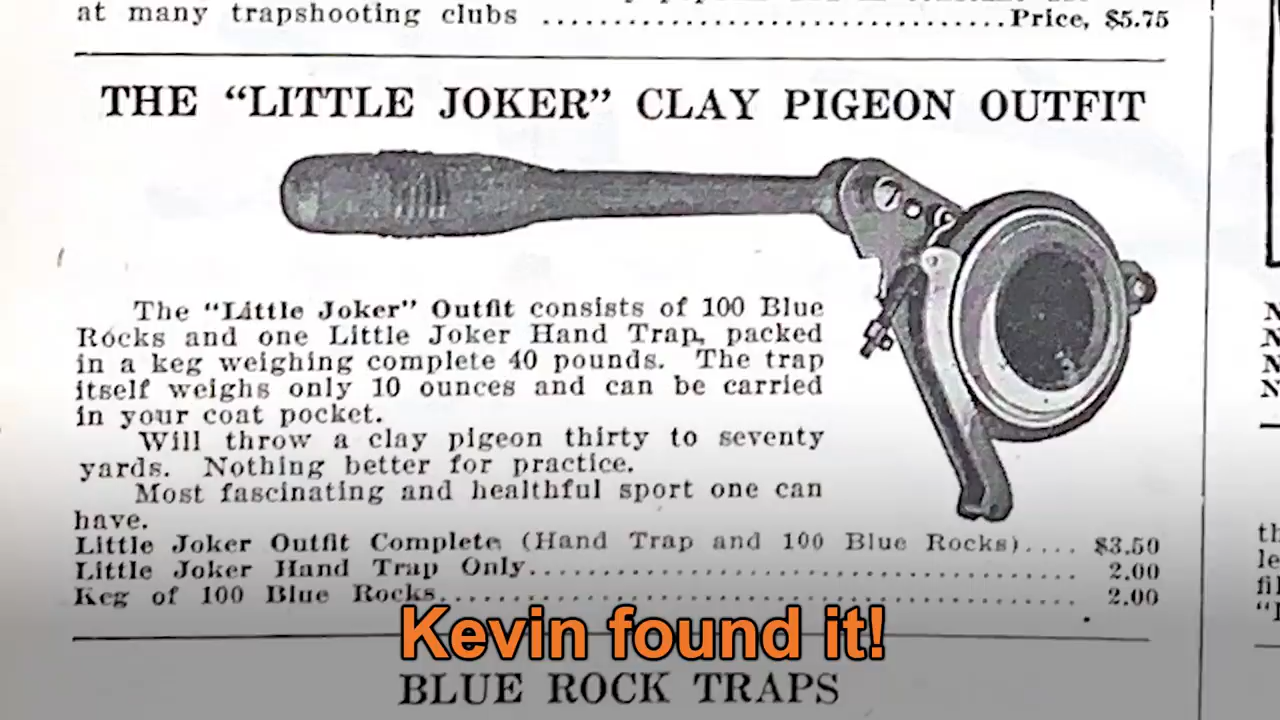 at many trapshooting clubs ................................Price, $5.75
THE “LITTLE JOKER” CLAY PIGEON OUTFIT
The “Little Joker” Outfit consists of 100 Blue
Rocks and one Little Joker Hand Trap, packed
in a keg weighing complete 40 pounds. The trap
itself weighs only 10 ounces and can be carried
in your coat pocket.
Will throw a clay pigeon thirty to seventy
yards. Nothing better for practice.
Most fascinating and healthful sport one can
have.
Little Joker Outfit Complete (Hand Trap and 100 Blue Rocks).... $3.50
Little Joker Hand Trap Only........................................ 2.00
Keg of 100 Blue Rocks.............................................. 2.00
Kevin found it!
BLUE ROCK TRAPS